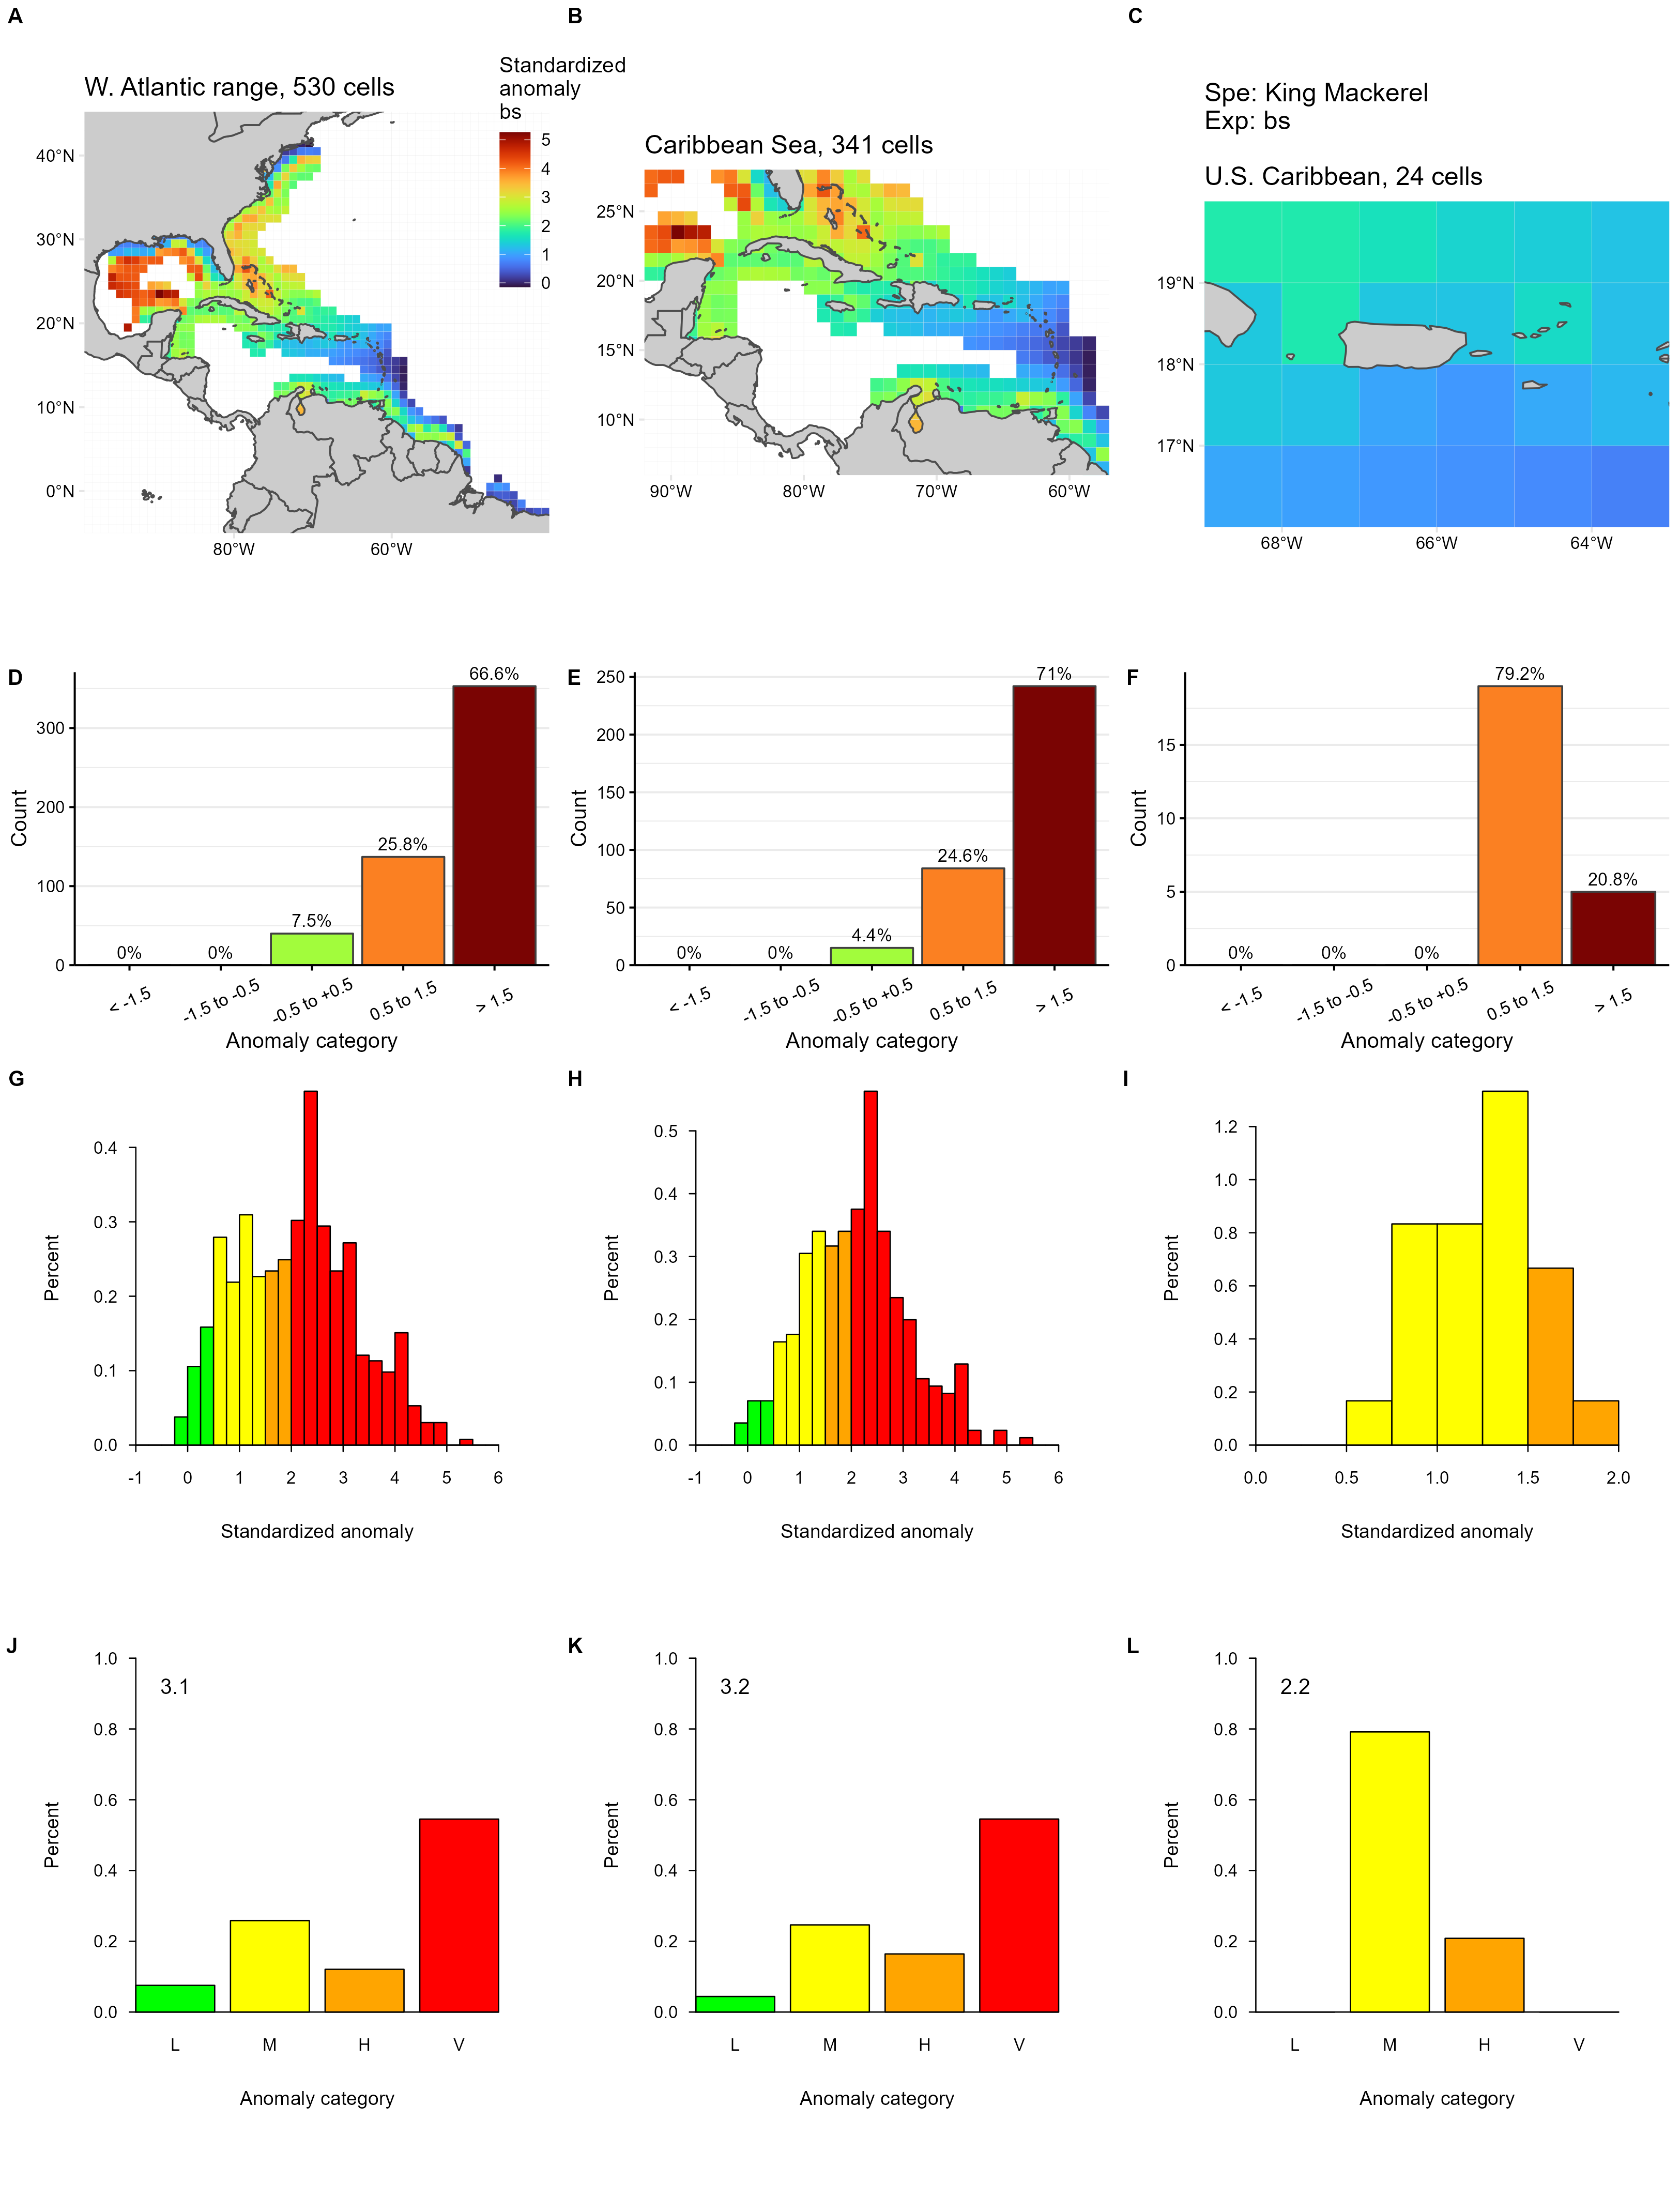 A
B
C
W. Atlantic range, 530 cells
Standardized
anomaly
bs
5
4
3
2
1
0
40°N
30°N
20°N
10°N
0°N
80°W
60°W
Caribbean Sea, 341 cells
25°N
20°N
15°N
10°N
90°W
80°W
70°W
60°W
Spe: King Mackerel
Exp: bs
U.S. Caribbean, 24 cells
19°N
18°N
17°N
68°W
66°W
64°W
D
Count
300
200
100
0
0%
0%
7.5%
25.8%
66.6%
< -1.5
-1.5 to -0.5
-0.5 to +0.5
0.5 to 1.5
> 1.5
Anomaly category
E
Count
250
200
150
100
50
0
0%
0%
4.4%
24.6%
71%
< -1.5
-1.5 to -0.5
-0.5 to +0.5
0.5 to 1.5
> 1.5
Anomaly category
F
Count
15
10
5
0
0%
0%
0%
79.2%
20.8%
< -1.5
-1.5 to -0.5
-0.5 to +0.5
0.5 to 1.5
> 1.5
Anomaly category
G
Percent
0.4
0.3
0.2
0.1
0.0
-1 0 1 2 3 4 5 6
Standardized anomaly
H
Percent
0.5
0.4
0.3
0.2
0.1
0.0
-1 0 1 2 3 4 5 6
Standardized anomaly
I
Percent
1.2
1.0
0.8
0.6
0.4
0.2
0.0
0.0 0.5 1.0 1.5 2.0
Standardized anomaly
J
3.1
Percent
1.0
0.8
0.6
0.4
0.2
0.0
L M H V
Anomaly category
K
3.2
Percent
1.0
0.8
0.6
0.4
0.2
0.0
L M H V
Anomaly category
L
2.2
Percent
1.0
0.8
0.6
0.4
0.2
0.0
L M H V
Anomaly category